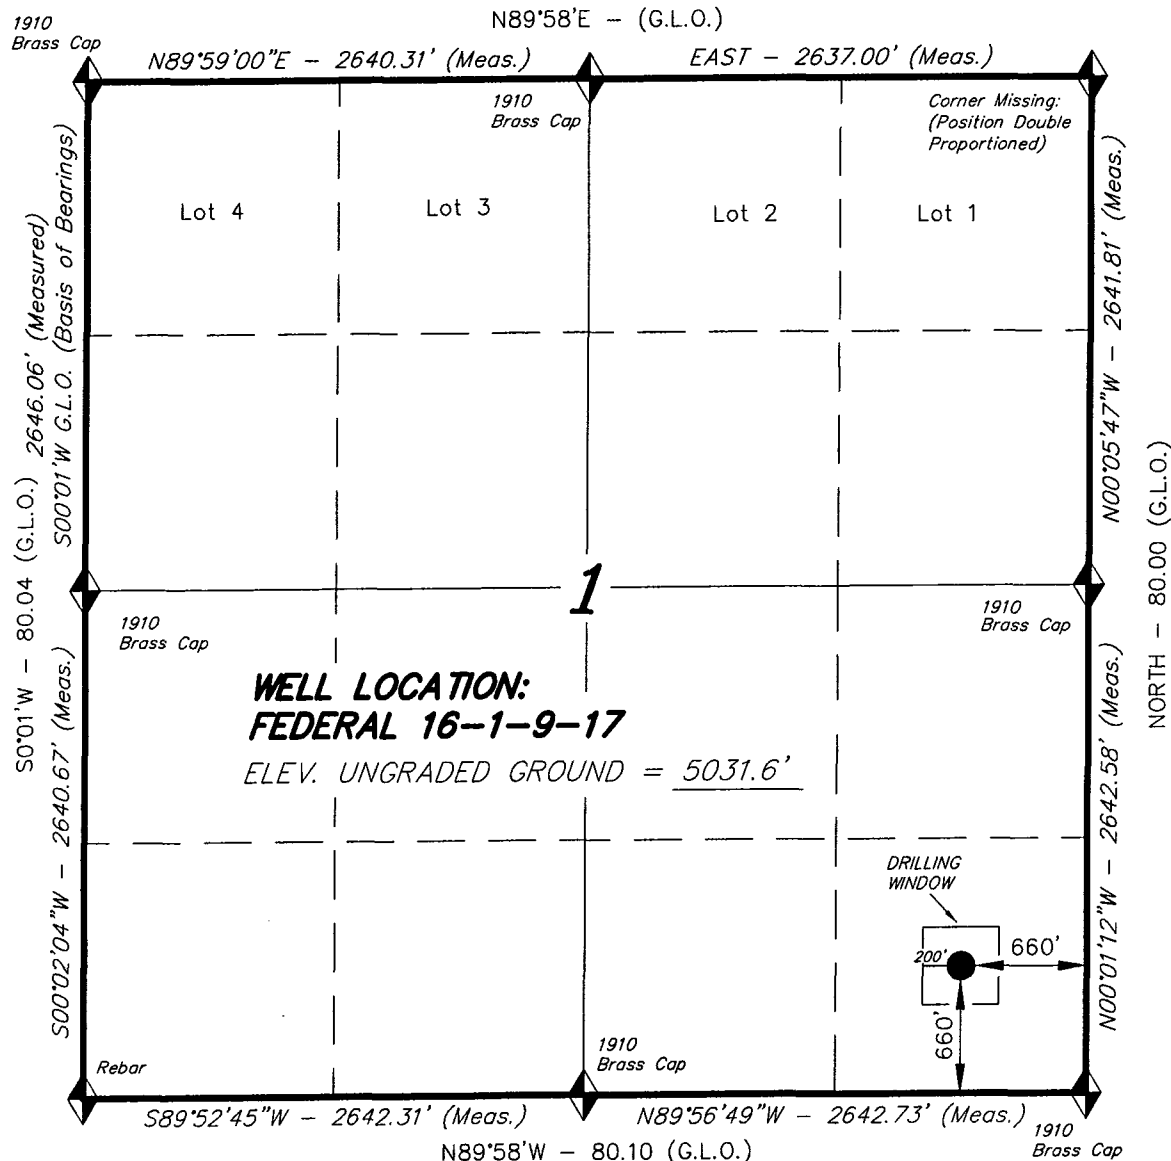 N89°58'E - (G.L.O.)
1910
Brass Cap
N89°59'00"E - 2640.31' (Meas.)
EAST - 2637.00' (Meas.)
1910
Brass Cap
Corner Missing:
(Position Double
Proportioned)
Lot 4
Lot 3
Lot 2
Lot 1
S0°01'W - 80.04 (G.L.O.)
2646.06' (Measured)
S00°01'W G.L.O. (Basis of Bearings)
N00°05'47"W - 2641.81' (Meas.)
NORTH - 80.00 (G.L.O.)
1
1910
Brass Cap
1910
Brass Cap
WELL LOCATION:
FEDERAL 16-1-9-17
ELEV. UNGRADED GROUND = 5031.6'
S00°02'04"W - 2640.67' (Meas.)
N00°01'12"W - 2642.58' (Meas.)
DRILLING
WINDOW
200'
660'
660'
Rebar
1910
Brass Cap
S89°52'45"W - 2642.31' (Meas.)
N89°56'49"W - 2642.73' (Meas.)
1910
Brass Cap
N89°58'W - 80.10 (G.L.O.)